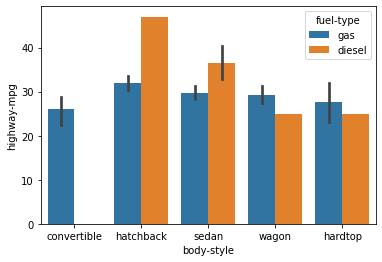 fuel-type
gas
diesel
highway-mpg
40
30
20
10
0
convertible hatchback sedan wagon hardtop
body-style